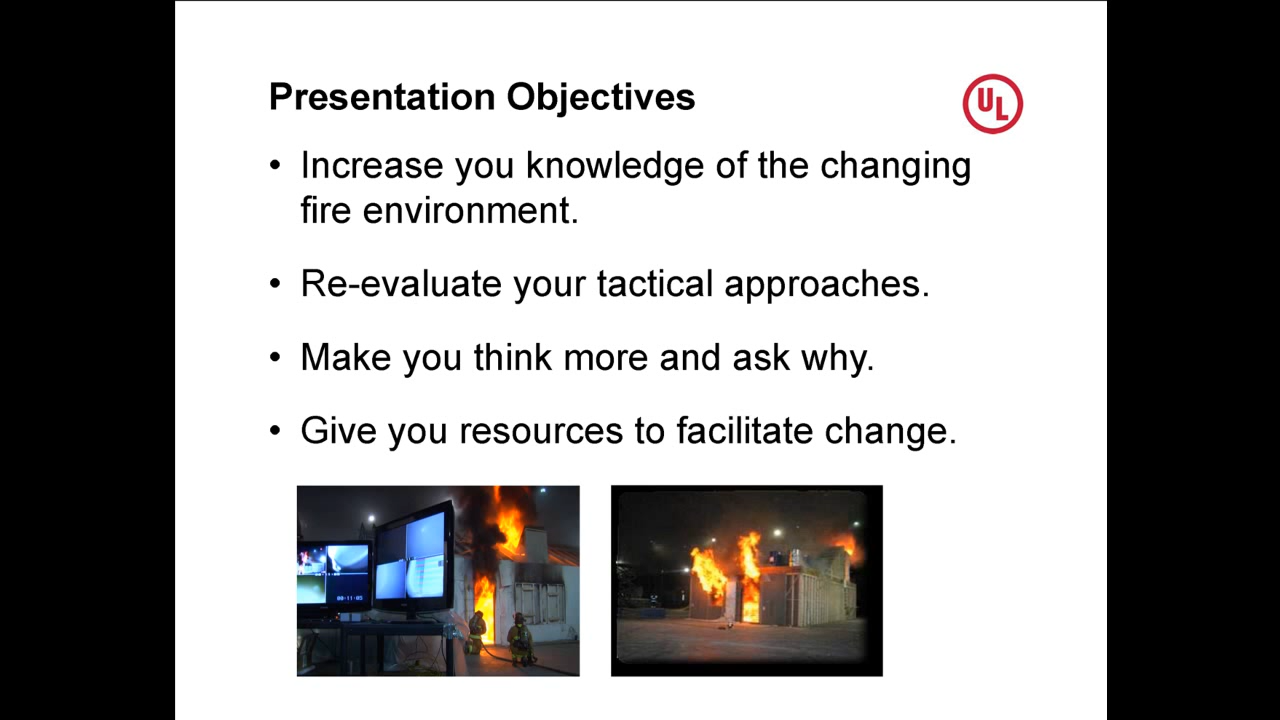 Presentation Objectives
UL
• Increase you knowledge of the changing
fire environment.
• Re-evaluate your tactical approaches.
• Make you think more and ask why.
• Give you resources to facilitate change.